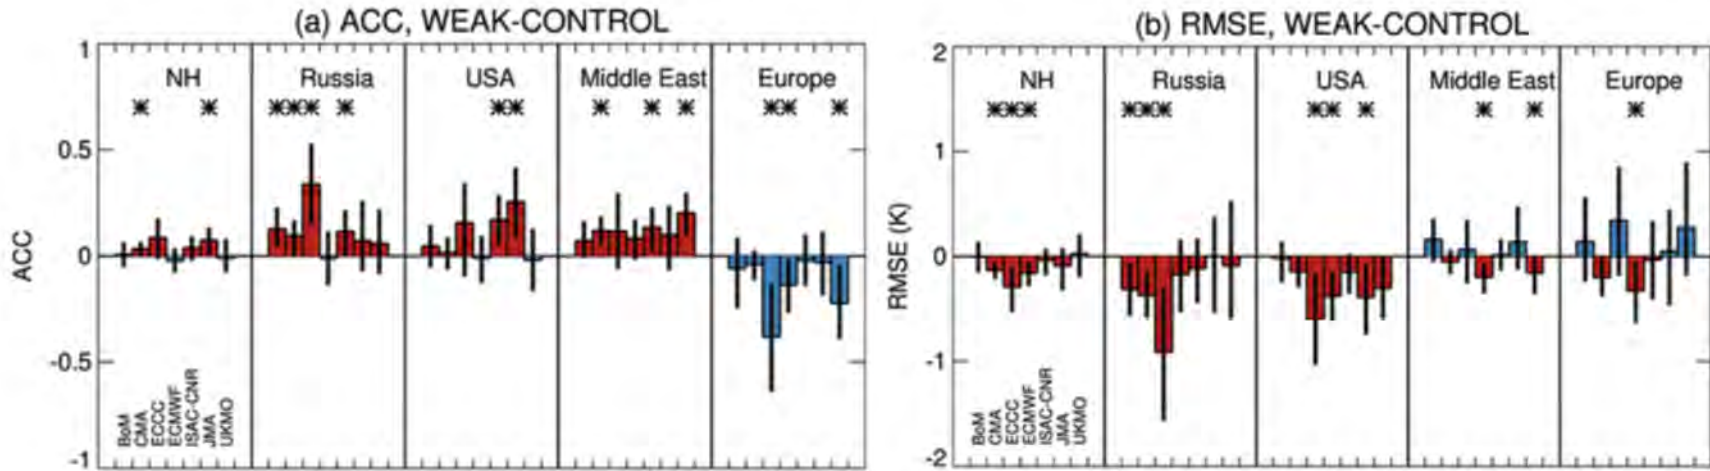 (a) ACC, WEAK-CONTROL
1
NH
Russia
USA
Middle East
Europe
0.5
0
-0.5
-1
ACC
BoM
CMA
ECCC
ECMWF
ISAC-CNR
JMA
UKMO
(b) RMSE, WEAK-CONTROL
2
NH
Russia
USA
Middle East
Europe
1
0
-1
-2
RMSE (K)
BoM
CMA
ECCC
ECMWF
ISAC-CNR
JMA
UKMO